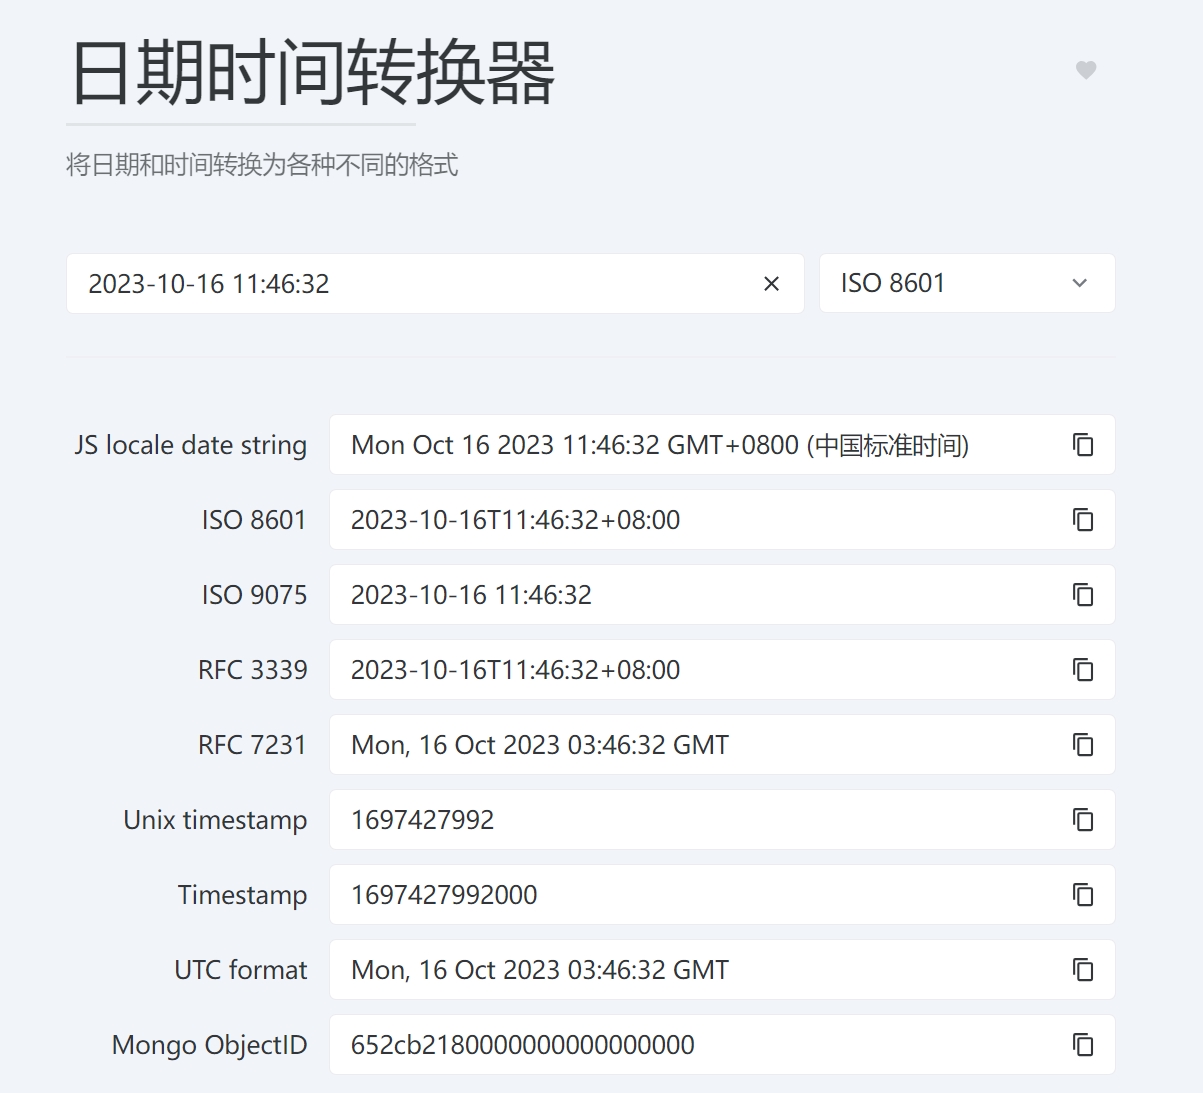 日期时间转换器
将日期和时间转换为各种不同的格式
2023-10-16 11:46:32
ISO 8601
JS locale date string Mon Oct 16 2023 11:46:32 GMT+0800 (中国标准时间)
ISO 8601 2023-10-16T11:46:32+08:00
ISO 9075 2023-10-16 11:46:32
RFC 3339 2023-10-16T11:46:32+08:00
RFC 7231 Mon, 16 Oct 2023 03:46:32 GMT
Unix timestamp 1697427992
Timestamp 1697427992000
UTC format Mon, 16 Oct 2023 03:46:32 GMT
Mongo ObjectID 652cb2180000000000000000